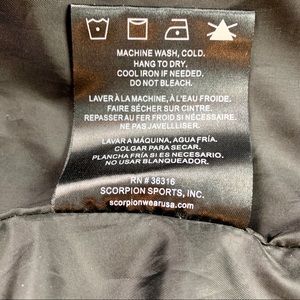 MACHINE WASH, COLD.
HANG TO DRY.
COOL IRON IF NEEDED.
DO NOT BLEACH.
LAVER À LA MACHINE, À L'EAU FROIDE.
FAIRE SÉCHER SUR CINTRE.
REPASSER AU FER FROID SI NÉCESSAIRE.
NE PAS JAVELLLISER.
LAVAR A MÁQUINA, AGUA FRÍA.
COLGAR PARA SECAR.
PLANCHA FRÍA SI ES NECESARIO.
NO USAR BLANQUEADOR.
RN # 36316
SCORPION SPORTS, INC.
scorpionwearusa.com